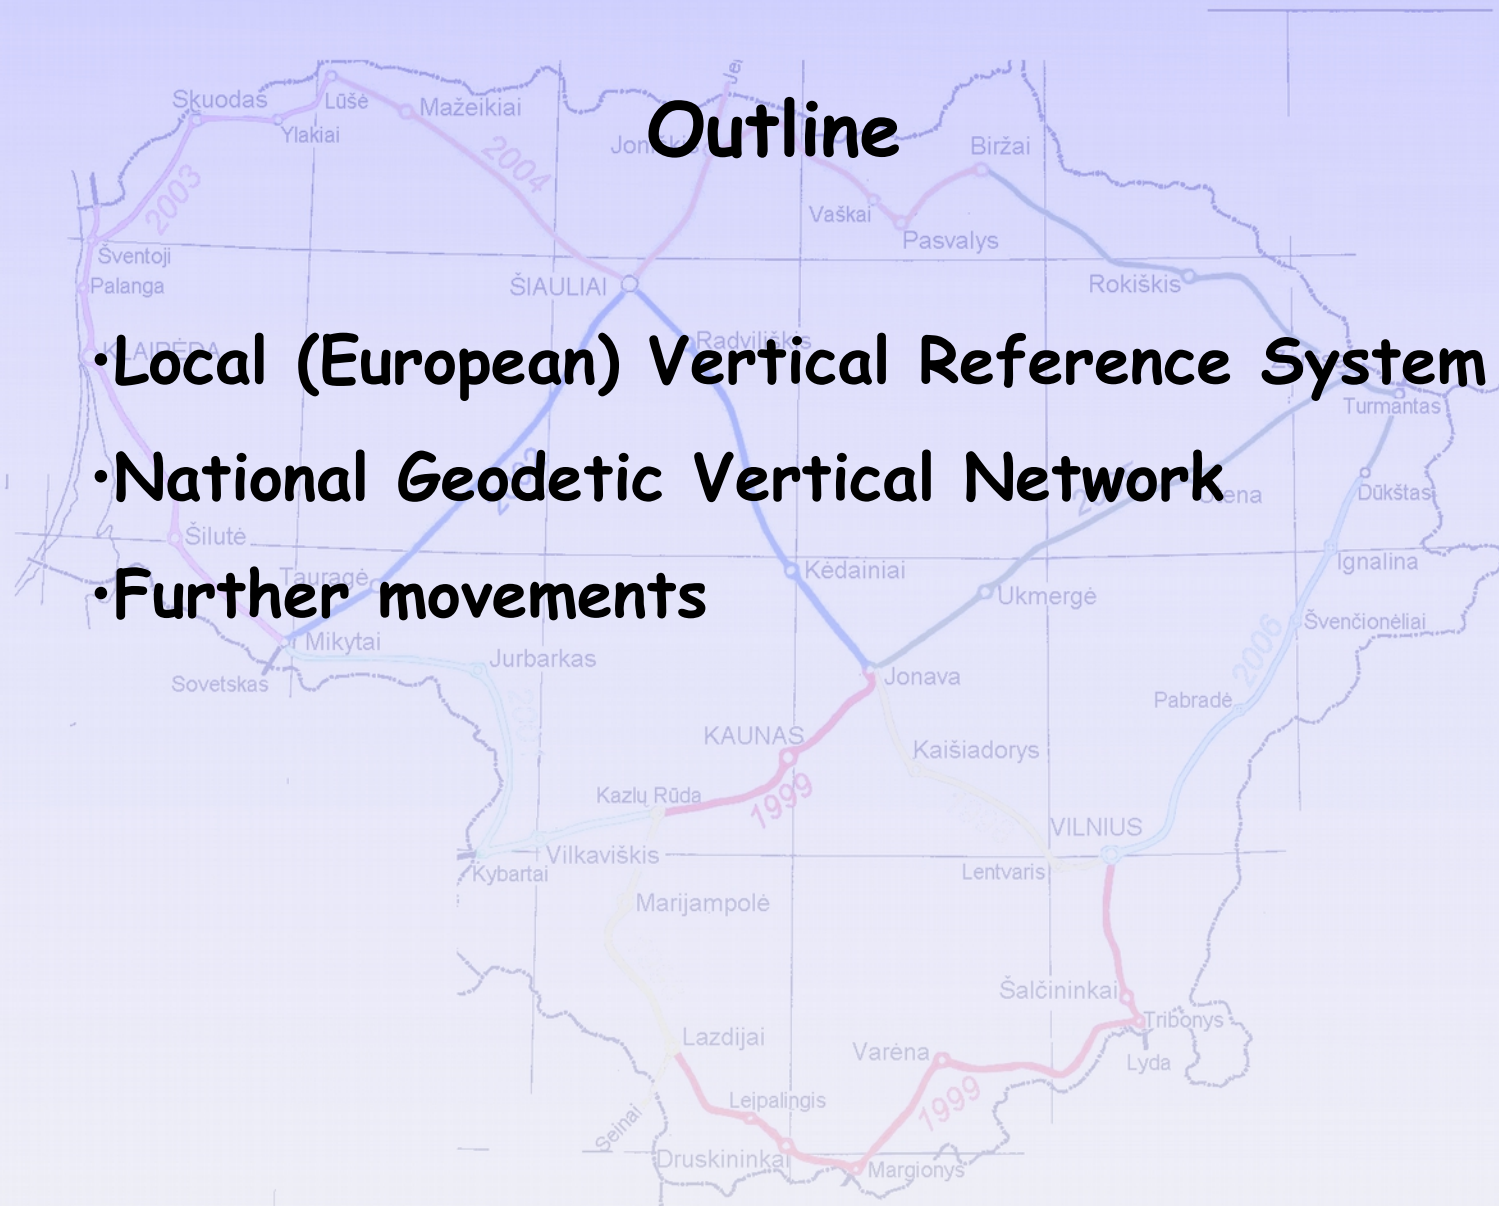 Outline
•Local (European) Vertical Reference System
•National Geodetic Vertical Network
•Further movements
Skuodas
Lūšė
Mažeikiai
Ylakiai
2004
2003
Biržai
Vaškai
Pasvalys
Šventoji
Palanga
ŠIAULIAI
Rokiškis
KLAIPĖDA
Radviliškis
Turmantas
Dūkštas
Šilutė
Tauragė
Kėdainiai
Ukmergė
Ignalina
Švenčionėliai
Mikytai
Jurbarkas
Sovetskas
Jonava
2006
Pabradė
KAUNAS
Kaišiadorys
Kazlų Rūda
1999
VILNIUS
Vilkaviškis
Kybartai
Lentvaris
Marijampolė
Šalčininkai
Tribonys
Lazdijai
Varėna
Lyda
Leipalingis
1999
Seinai
Druskininkai
Margionys